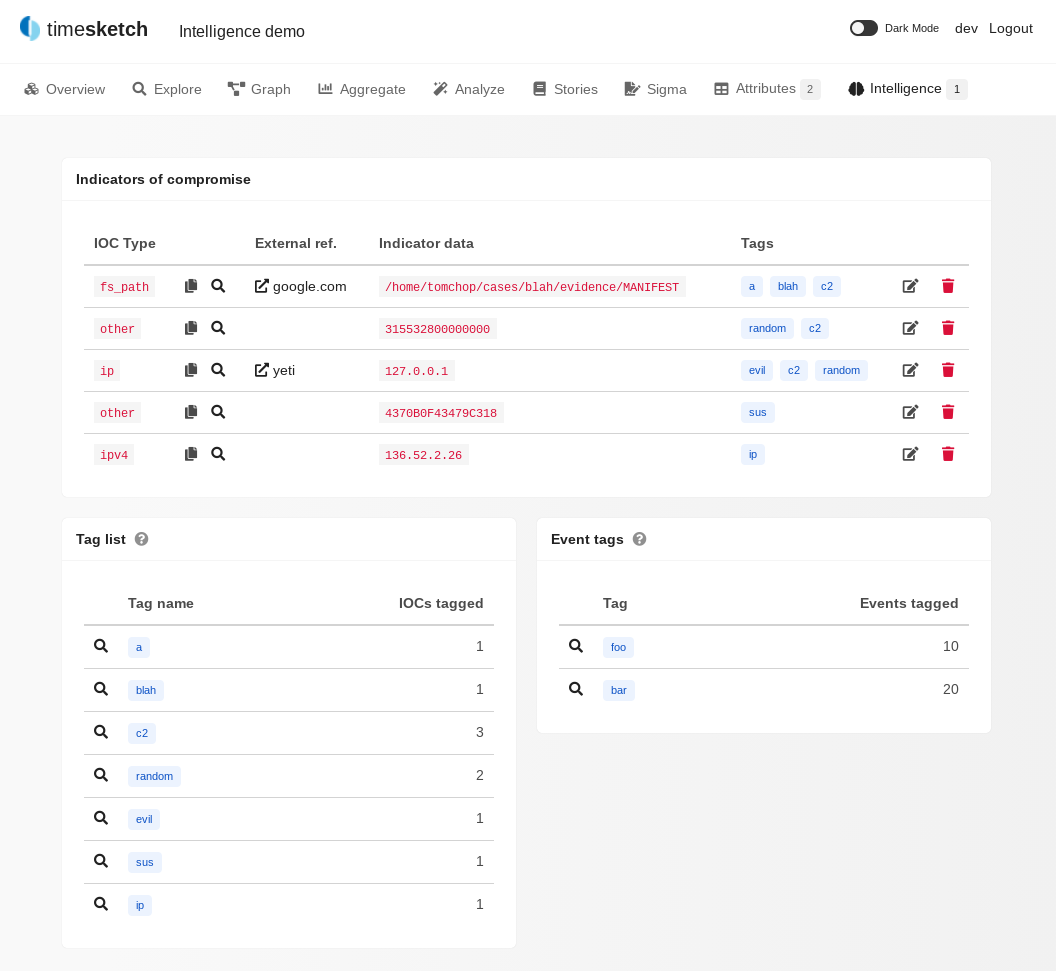 timesketch Intelligence demo Dark Mode dev Logout
Overview Explore Graph Aggregate Analyze Stories Sigma Attributes 2 Intelligence 1
Indicators of compromise
IOC Type External ref. Indicator data Tags
fs_path google.com /home/tomchop/cases/blah/evidence/MANIFEST a blah c2
other 315532800000000 random c2
ip yeti 127.0.0.1 evil c2 random
other 4370B0F43479C318 sus
ipv4 136.52.2.26 ip
Tag list
Tag name IOCs tagged
a 1
blah 1
c2 3
random 2
evil 1
sus 1
ip 1
Event tags
Tag Events tagged
foo 10
bar 20